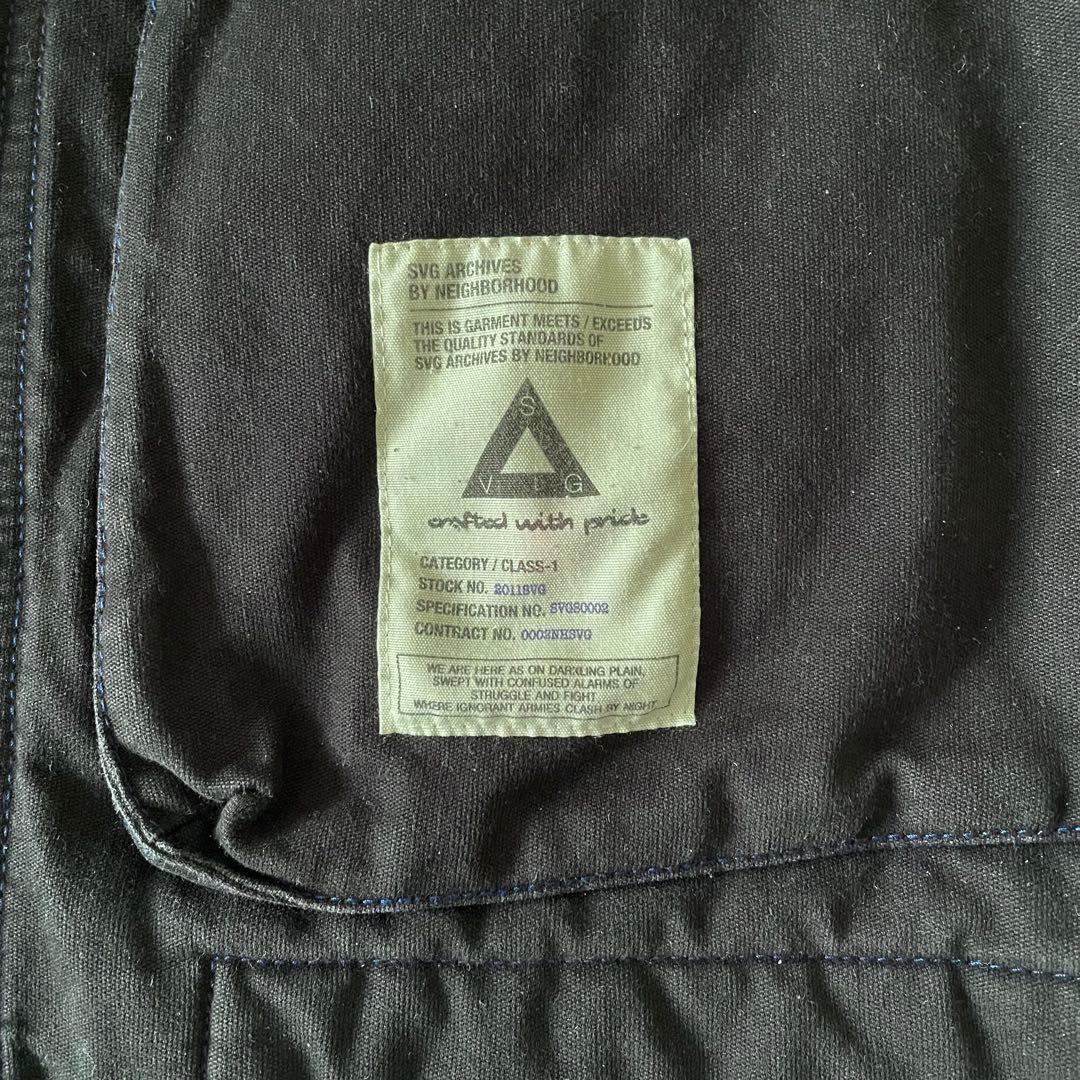 SVG ARCHIVES
BY NEIGHBORHOOD
THIS IS GARMENT MEETS / EXCEEDS
THE QUALITY STANDARDS OF
SVG ARCHIVES BY NEIGHBORHOOD
S
V G
crafted with pride
CATEGORY / CLASS-1
STOCK NO. 2011SVG
SPECIFICATION NO. SVGS0002
CONTRACT NO. 0002NHSVG
WE ARE HERE AS ON DARKLING PLAIN,
SWEPT WITH CONFUSED ALARMS OF
STRUGGLE AND FIGHT
WHERE IGNORANT ARMIES CLASH BY NIGHT